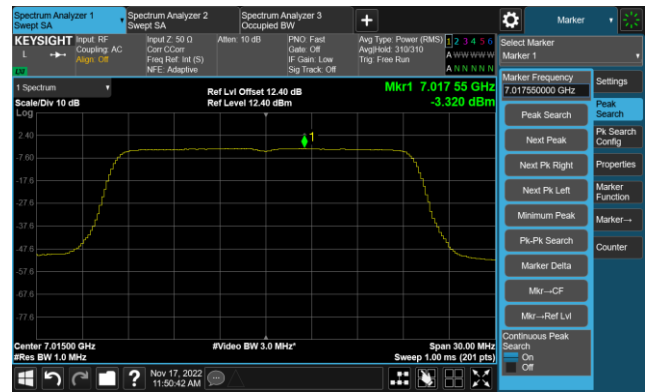 Spectrum Analyzer 1
Swept SA
Spectrum Analyzer 2
Swept SA
Spectrum Analyzer 3
Occupied BW
Marker
KEYSIGHT
L
Input: RF
Coupling: AC
Align: Off
Input Z: 50 Ω
Corr CCorr
Freq Ref: Int (S)
NFE: Adaptive
Atten: 10 dB
PNO: Fast
Gate: Off
IF Gain: Low
Sig Track: Off
Avg Type: Power (RMS)
Avg|Hold: 310/310
Trig: Free Run
1 2 3 4 5 6
A W W W W W
A N N N N N
Select Marker
Marker 1
1 Spectrum
Scale/Div 10 dB
Log
Ref Lvl Offset 12.40 dB
Ref Level 12.40 dBm
Mkr1 7.017 55 GHz
-3.320 dBm
1
2.40
-7.60
-17.6
-27.6
-37.6
-47.6
-57.6
-67.6
-77.6
Center 7.01500 GHz
#Res BW 1.0 MHz
#Video BW 3.0 MHz*
Span 30.00 MHz
Sweep 1.00 ms (201 pts)
Marker Frequency
7.017550000 GHz
Peak Search
Next Peak
Next Pk Right
Next Pk Left
Minimum Peak
Pk-Pk Search
Marker Delta
Mkr→CF
Mkr→Ref Lvl
Continuous Peak
Search
On
Off
Settings
Peak
Search
Pk Search
Config
Properties
Marker
Function
Marker→
Counter
?
Nov 17, 2022
11:50:42 AM